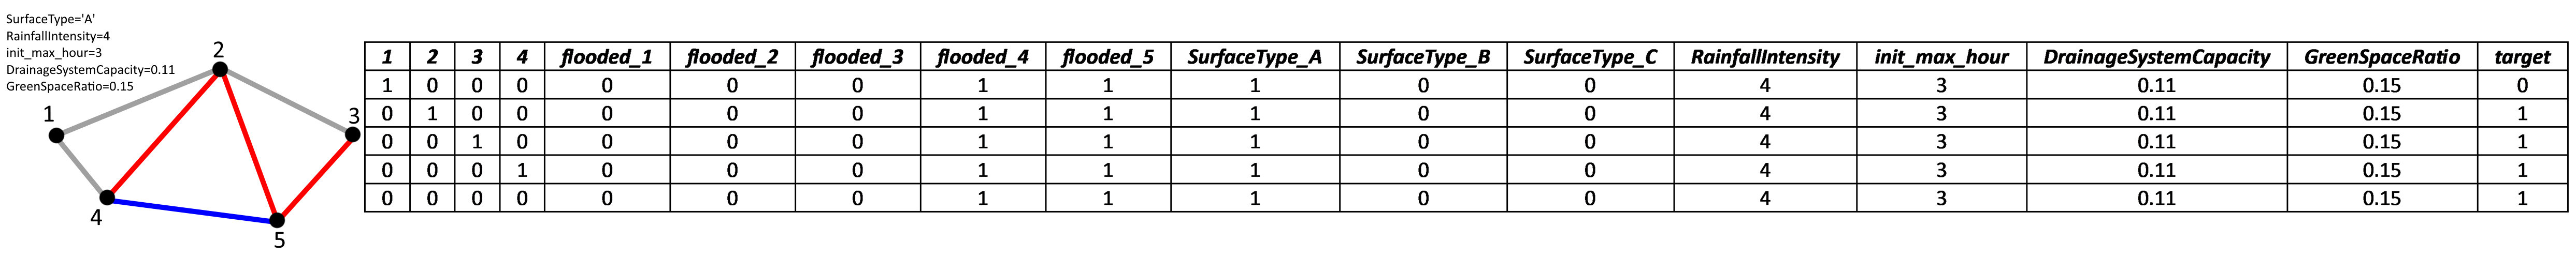 SurfaceType='A'
RainfallIntensity=4
init_max_hour=3
DrainageSystemCapacity=0.11
GreenSpaceRatio=0.15
2
1
3
4
5
1 2 3 4 flooded_1 flooded_2 flooded_3 flooded_4 flooded_5 SurfaceType_A SurfaceType_B SurfaceType_C RainfallIntensity init_max_hour DrainageSystemCapacity GreenSpaceRatio target
1 0 0 0 0 0 0 1 1 1 0 0 4 3 0.11 0.15 0
0 1 0 0 0 0 0 1 1 1 0 0 4 3 0.11 0.15 1
0 0 1 0 0 0 0 1 1 1 0 0 4 3 0.11 0.15 1
0 0 0 1 0 0 0 1 1 1 0 0 4 3 0.11 0.15 1
0 0 0 0 0 0 0 1 1 1 0 0 4 3 0.11 0.15 1